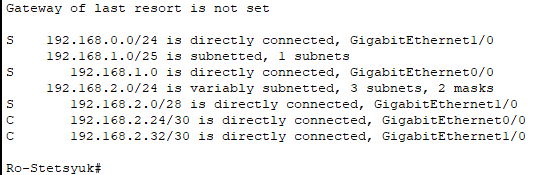 Gateway of last resort is not set
S 192.168.0.0/24 is directly connected, GigabitEthernet1/0
192.168.1.0/25 is subnetted, 1 subnets
S 192.168.1.0 is directly connected, GigabitEthernet0/0
192.168.2.0/24 is variably subnetted, 3 subnets, 2 masks
S 192.168.2.0/28 is directly connected, GigabitEthernet1/0
C 192.168.2.24/30 is directly connected, GigabitEthernet0/0
C 192.168.2.32/30 is directly connected, GigabitEthernet1/0
Ro-Stetsyuk#